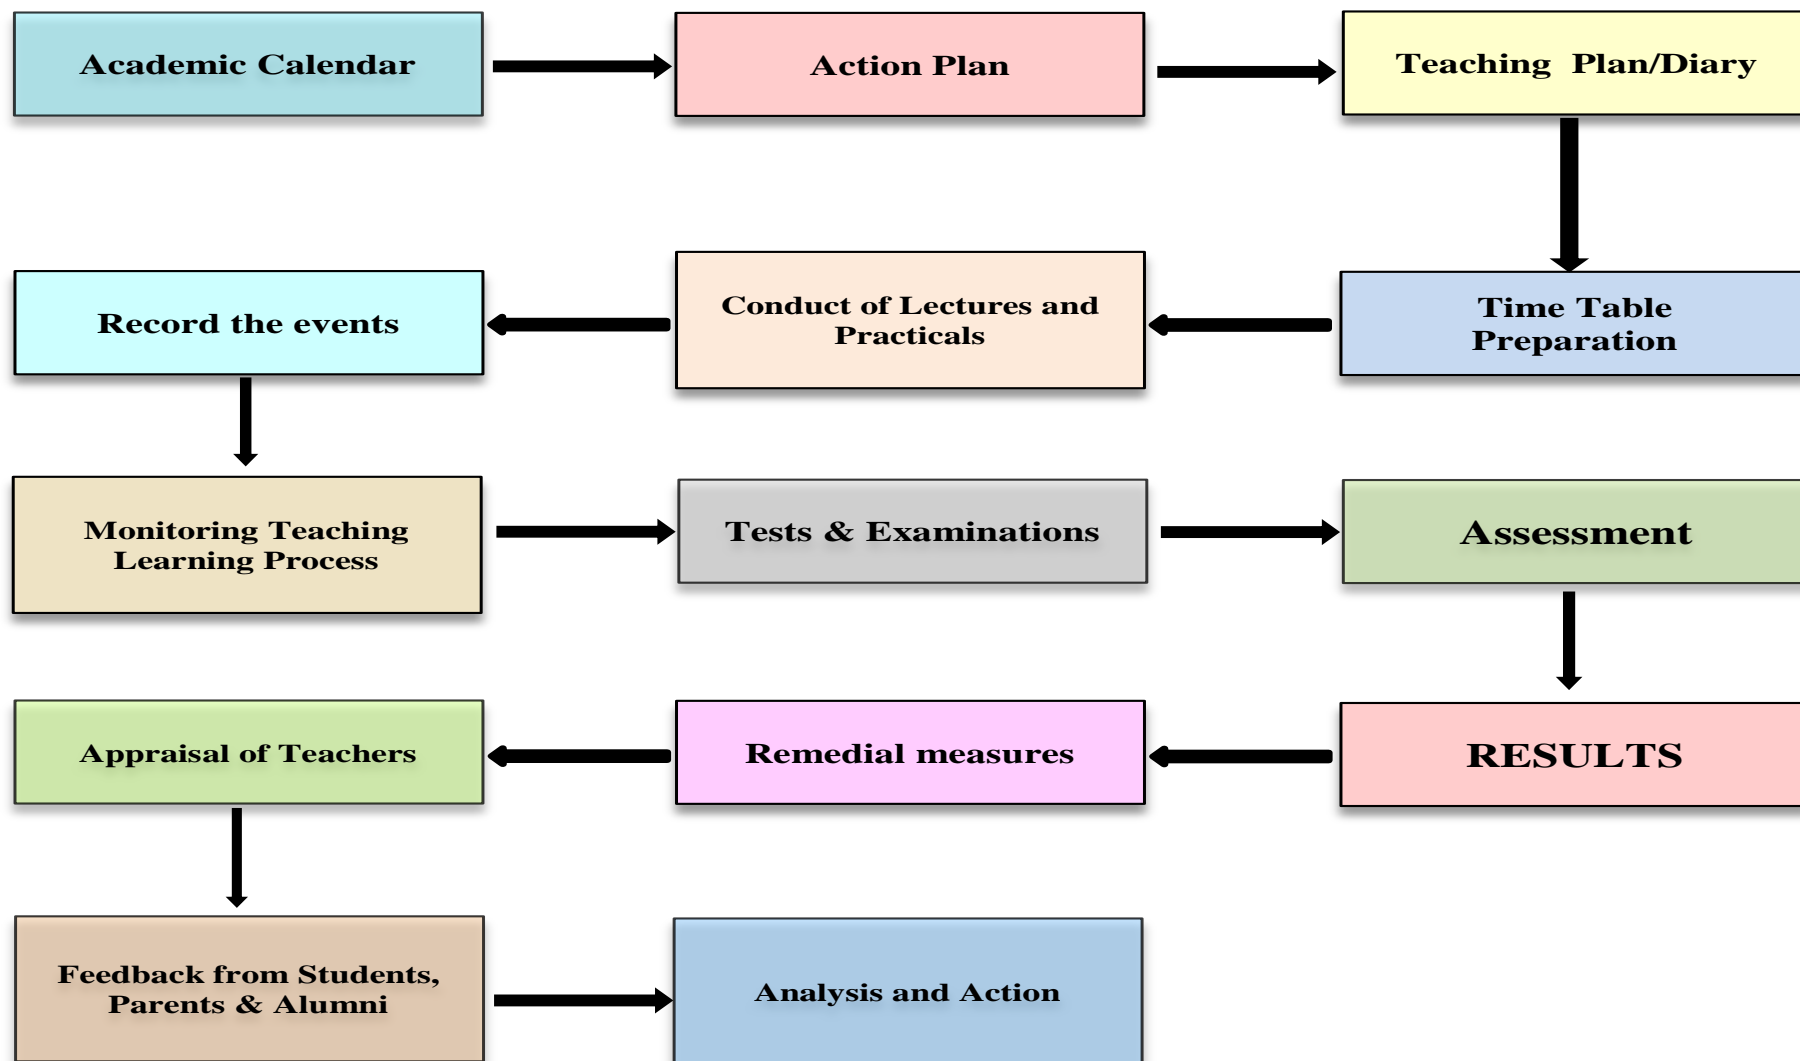 Academic Calendar
Action Plan
Teaching Plan/Diary
Record the events
Conduct of Lectures and
Practicals
Time Table
Preparation
Monitoring Teaching
Learning Process
Tests & Examinations
Assessment
Appraisal of Teachers
Remedial measures
RESULTS
Feedback from Students,
Parents & Alumni
Analysis and Action